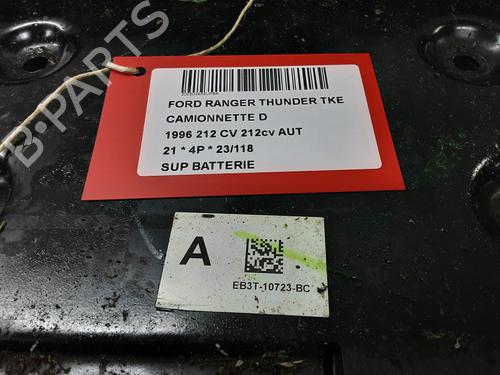 B-PARTS
FORD RANGER THUNDER TKE
CAMIONNETTE D
1996 212 CV 212cv AUT
21 * 4P * 23/118
SUP BATTERIE
A
EB3T-10723-BC